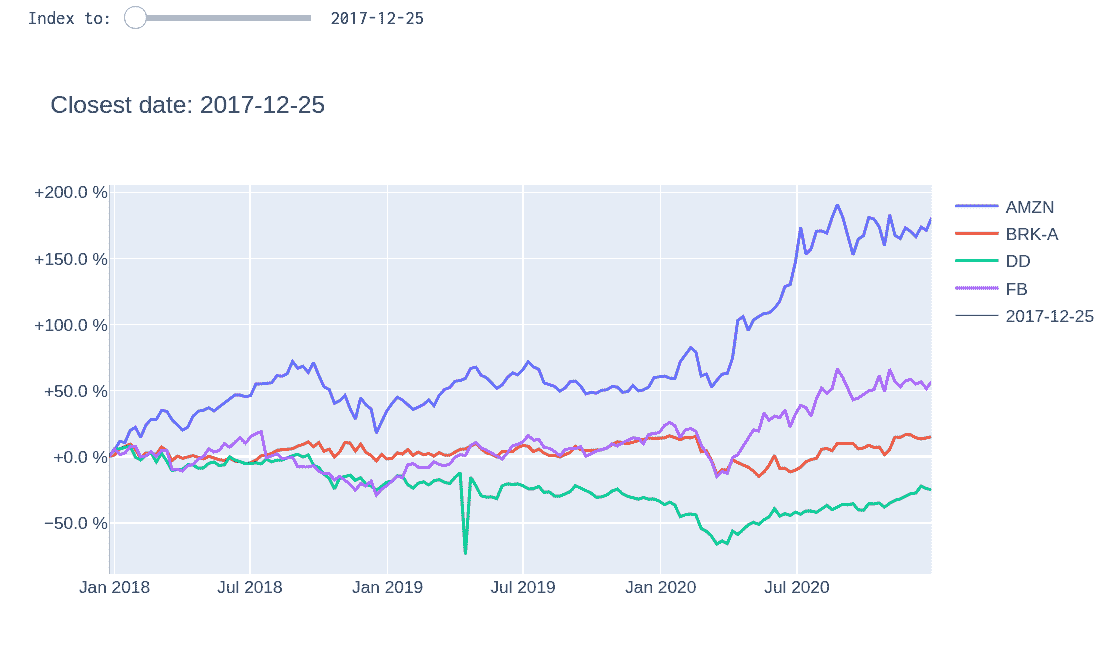 Index to: 2017-12-25
Closest date: 2017-12-25
+200.0 %
+150.0 %
+100.0 %
+50.0 %
+0.0 %
−50.0 %
Jan 2018 Jul 2018 Jan 2019 Jul 2019 Jan 2020 Jul 2020
AMZN
BRK-A
DD
FB
2017-12-25